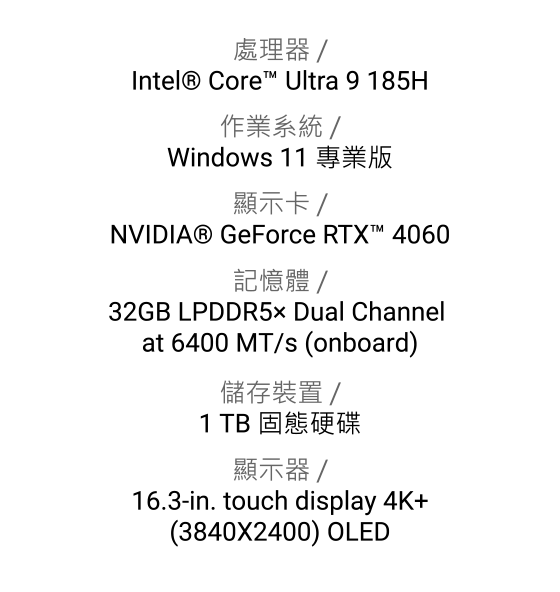 處理器 /
Intel® Core™ Ultra 9 185H
作業系統 /
Windows 11 專業版
顯示卡 /
NVIDIA® GeForce RTX™ 4060
記憶體 /
32GB LPDDR5× Dual Channel
at 6400 MT/s (onboard)
儲存裝置 /
1 TB 固態硬碟
顯示器 /
16.3-in. touch display 4K+
(3840X2400) OLED